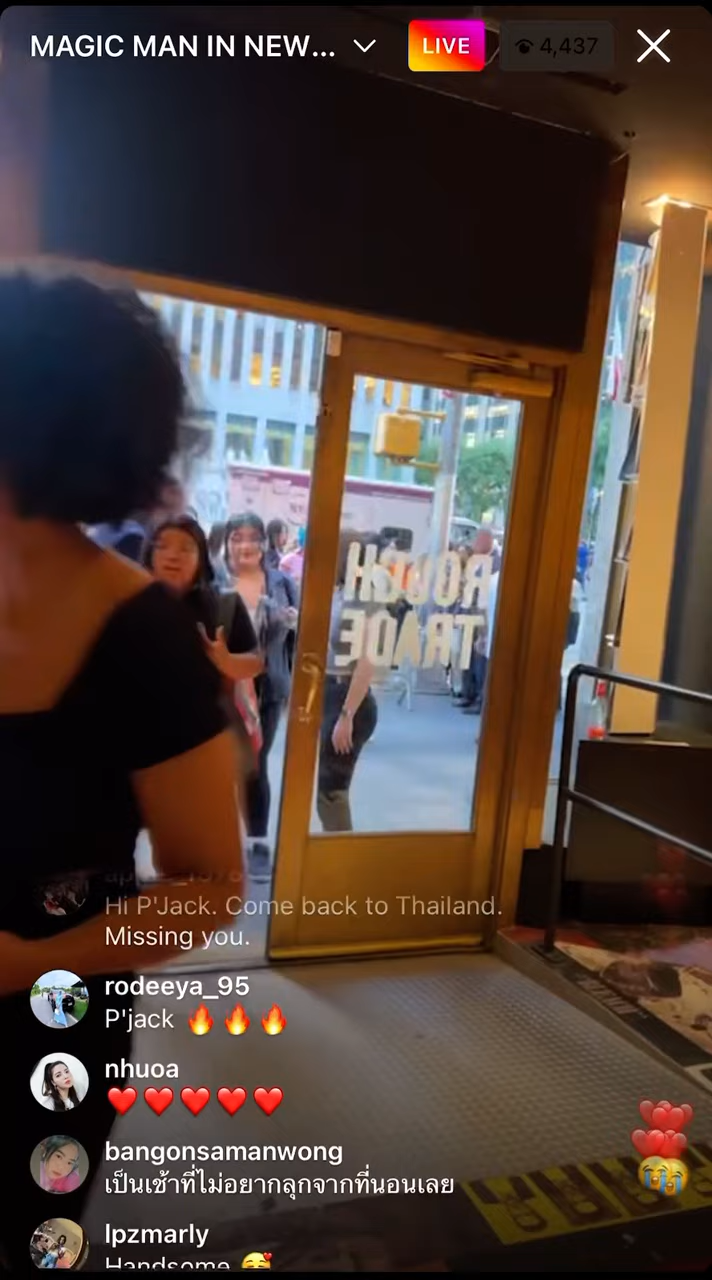 MAGIC MAN IN NEW...
LIVE
4,437
ROUGH
TRADE
Hi P'Jack. Come back to Thailand.
Missing you.
rodeeya_95
P'jack 🔥 🔥 🔥
nhuoa
❤️❤️❤️❤️❤️
bangonsamanwong
เป็นเช้าที่ไม่อยากลุกจากที่นอนเลย
lpzmarly
Handsome 🥰